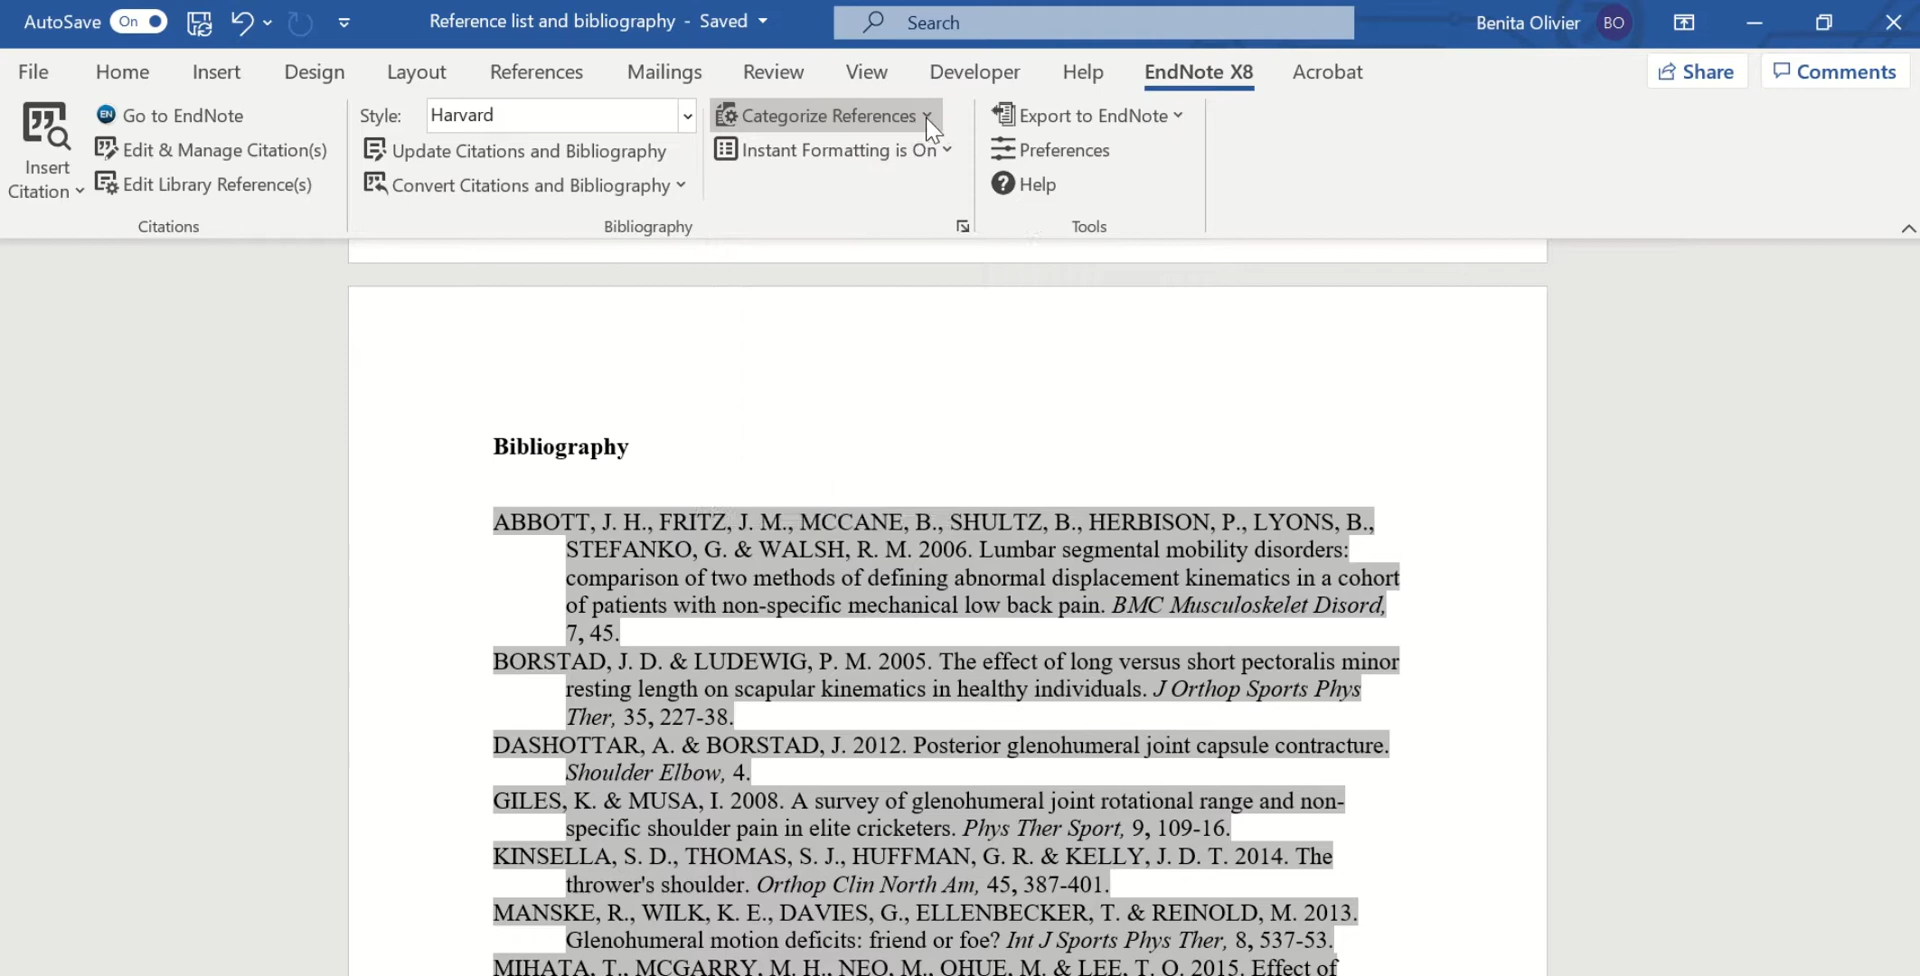 AutoSave On Reference list and bibliography - Saved Search Benita Olivier BO
File Home Insert Design Layout References Mailings Review View Developer Help EndNote X8 Acrobat Share Comments
Insert
Citation
EN Go to EndNote
Edit & Manage Citation(s)
Edit Library Reference(s)
Citations
Style: Harvard
Update Citations and Bibliography
Convert Citations and Bibliography
Categorize References
Instant Formatting is On
Bibliography
Export to EndNote
Preferences
? Help
Tools
Bibliography
ABBOTT, J. H., FRITZ, J. M., MCCANE, B., SHULTZ, B., HERBISON, P., LYONS, B.,
STEFANKO, G. & WALSH, R. M. 2006. Lumbar segmental mobility disorders:
comparison of two methods of defining abnormal displacement kinematics in a cohort
of patients with non-specific mechanical low back pain. BMC Musculoskelet Disord,
7, 45.
BORSTAD, J. D. & LUDEWIG, P. M. 2005. The effect of long versus short pectoralis minor
resting length on scapular kinematics in healthy individuals. J Orthop Sports Phys
Ther, 35, 227-38.
DASHOTTAR, A. & BORSTAD, J. 2012. Posterior glenohumeral joint capsule contracture.
Shoulder Elbow, 4.
GILES, K. & MUSA, I. 2008. A survey of glenohumeral joint rotational range and non-
specific shoulder pain in elite cricketers. Phys Ther Sport, 9, 109-16.
KINSELLA, S. D., THOMAS, S. J., HUFFMAN, G. R. & KELLY, J. D. T. 2014. The
thrower's shoulder. Orthop Clin North Am, 45, 387-401.
MANSKE, R., WILK, K. E., DAVIES, G., ELLENBECKER, T. & REINOLD, M. 2013.
Glenohumeral motion deficits: friend or foe? Int J Sports Phys Ther, 8, 537-53.
MIHATA, T., MCGARRY, M. H., NEO, M., OHUE, M. & LEE, T. Q. 2015. Effect of